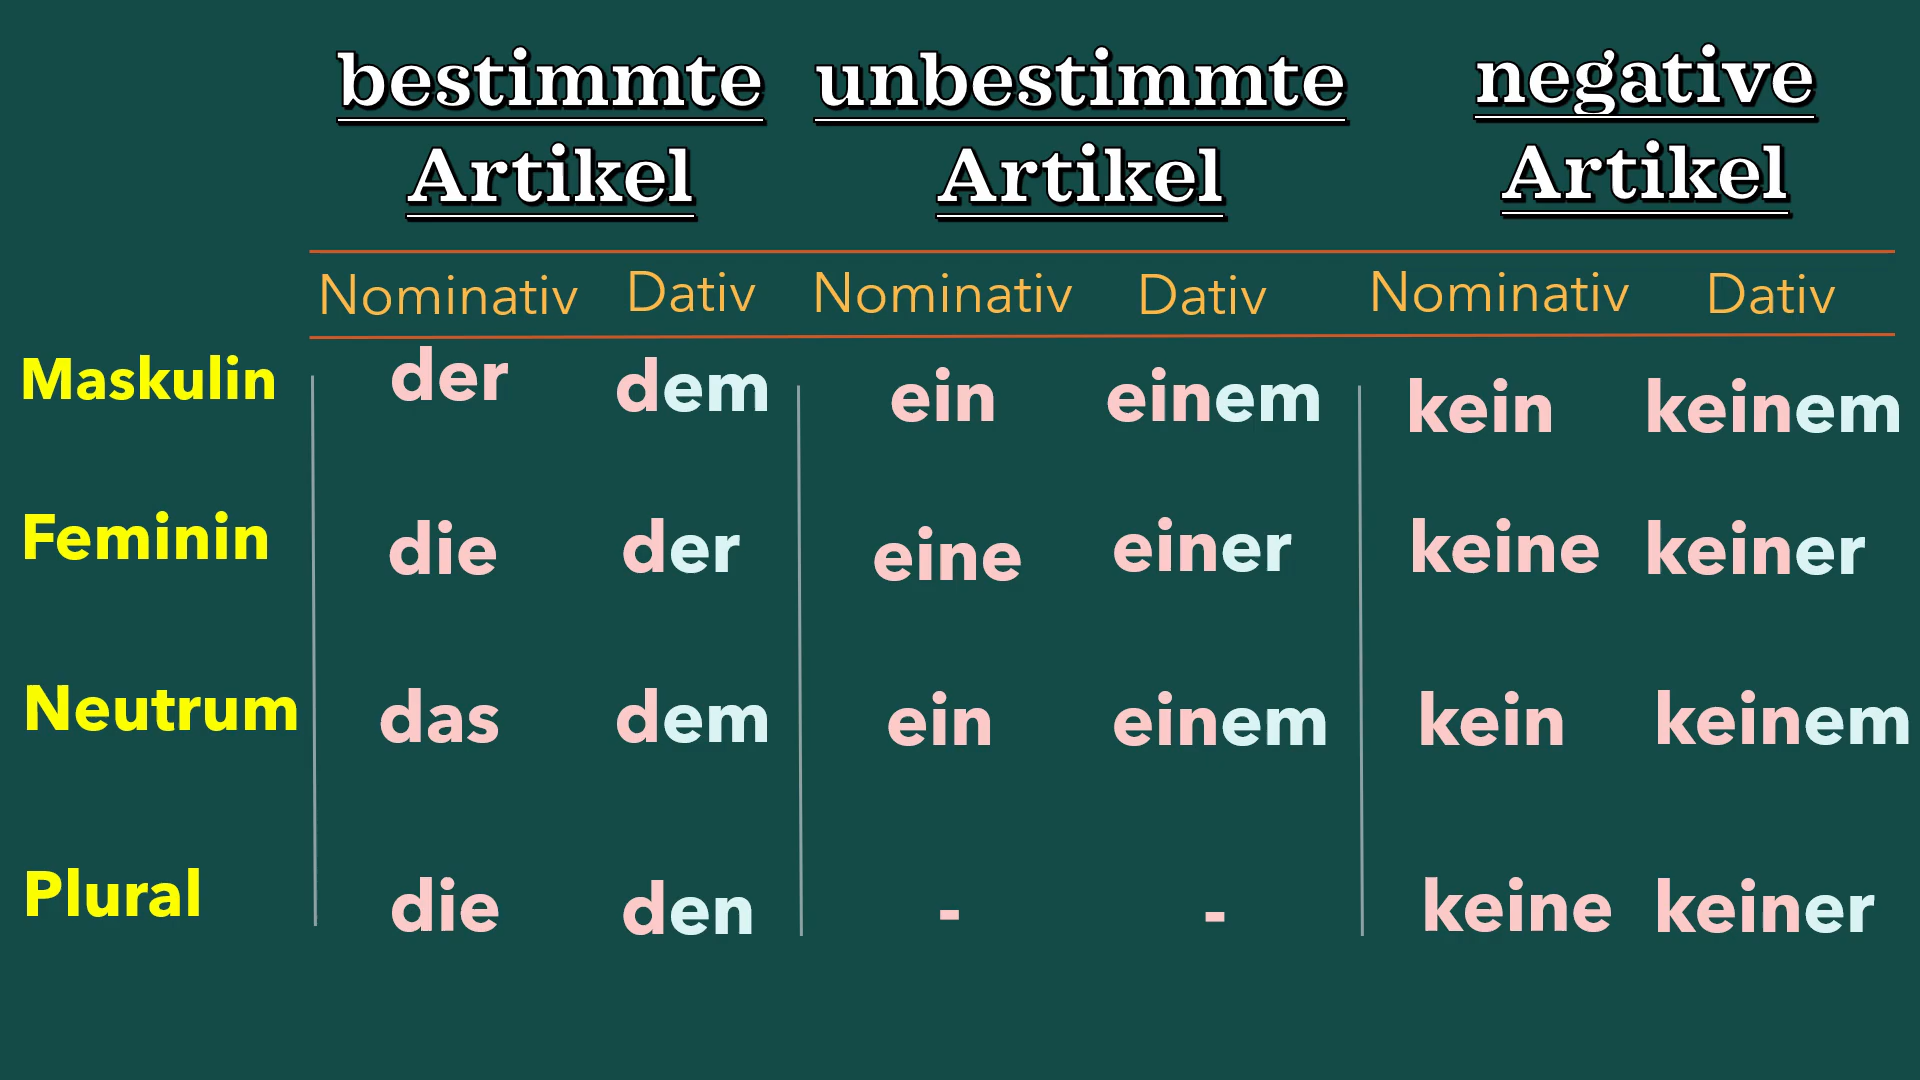 bestimmte unbestimmte negative
Artikel Artikel Artikel
Nominativ Dativ Nominativ Dativ Nominativ Dativ
Maskulin der dem ein einem kein keinem
Feminin die der eine einer keine keiner
Neutrum das dem ein einem kein keinem
Plural die den - - keine keiner